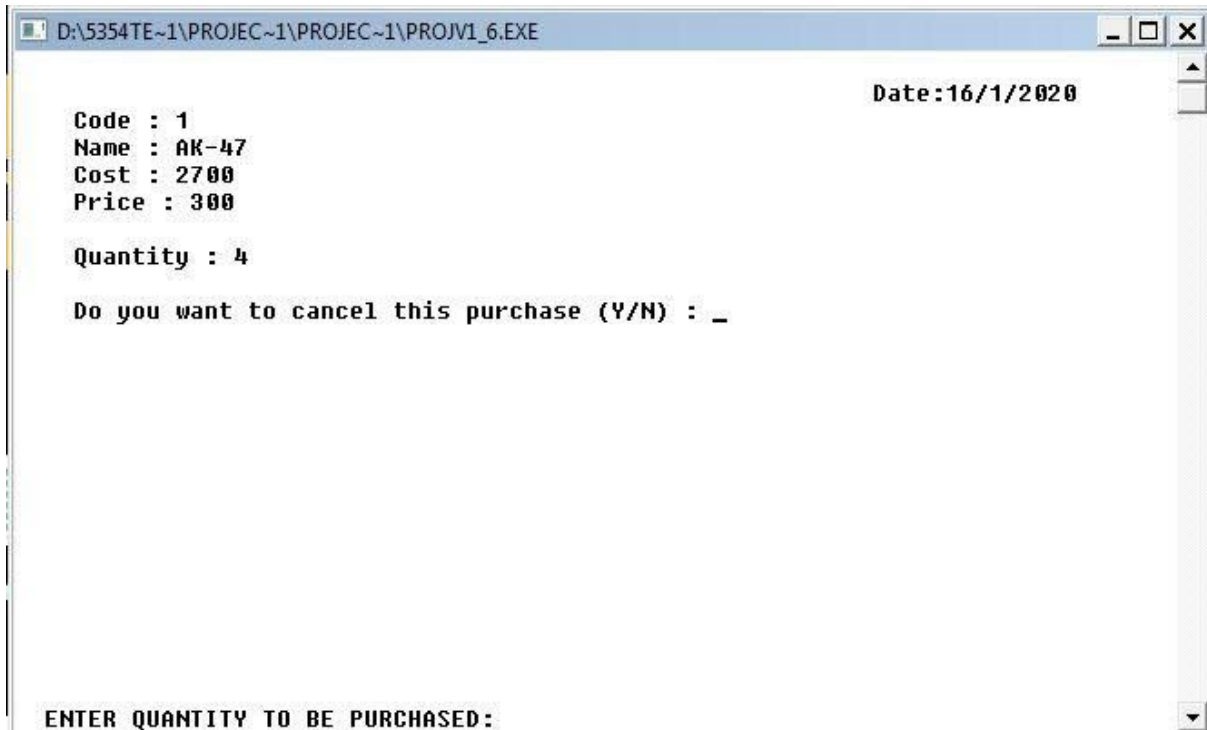 D:\5354TE~1\PROJEC~1\PROJEC~1\PROJV1_6.EXE
Date:16/1/2020
Code : 1
Name : AK-47
Cost : 2700
Price : 300
Quantity : 4
Do you want to cancel this purchase (Y/N) : _
ENTER QUANTITY TO BE PURCHASED: